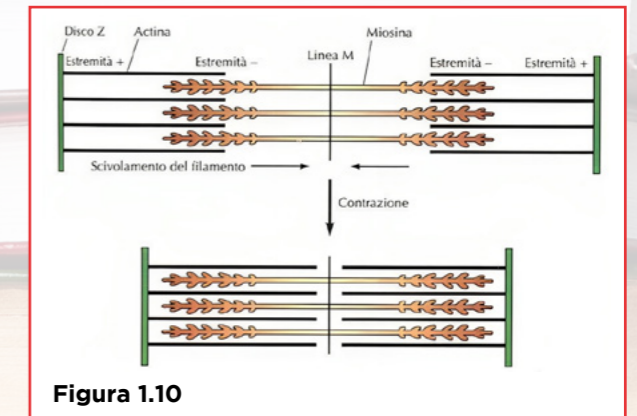 Disco Z
Actina
Linea M
Miosina
Estremità +
Estremità –
Estremità –
Estremità +
Scivolamento del filamento
Contrazione
Figura 1.10